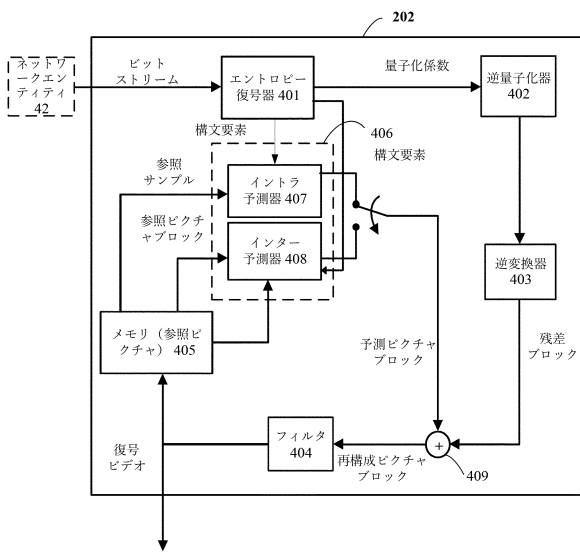 202
ネットワ
ークエン
ティティ
42
ビット
ストリーム
エントロピー
復号器 401
量子化係数
逆量子化器
402
構文要素
406
構文要素
参照
サンプル
イントラ
予測器 407
参照ピクチ
ャブロック
インター
予測器 408
逆変換器
403
メモリ（参照ピ
クチャ）405
予測ピクチャ
ブロック
残差
ブロック
復号
ビデオ
フィルタ
404
再構成ピクチャ
ブロック
+
409